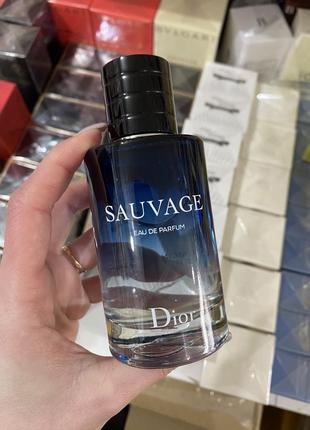 BVLGARI
SAUVAGE
EAU DE PARFUM
Dior